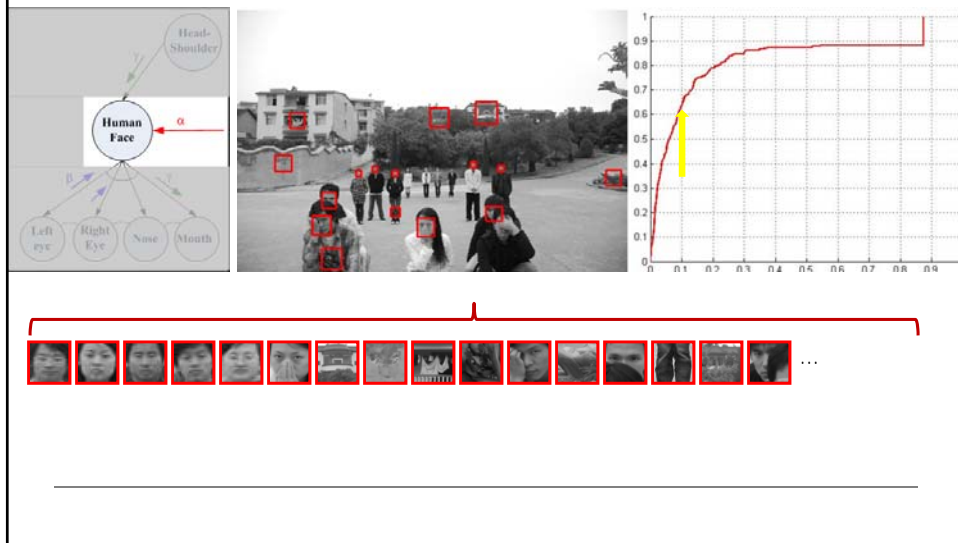 Head-
Shoulder
γ
Human
Face
α
β
γ
Left
eye
Right
Eye
Nose
Mouth
1
0.9
0.8
0.7
0.6
0.5
0.4
0.3
0.2
0.1
0
0 0.1 0.2 0.3 0.4 0.5 0.6 0.7 0.8 0.9
...